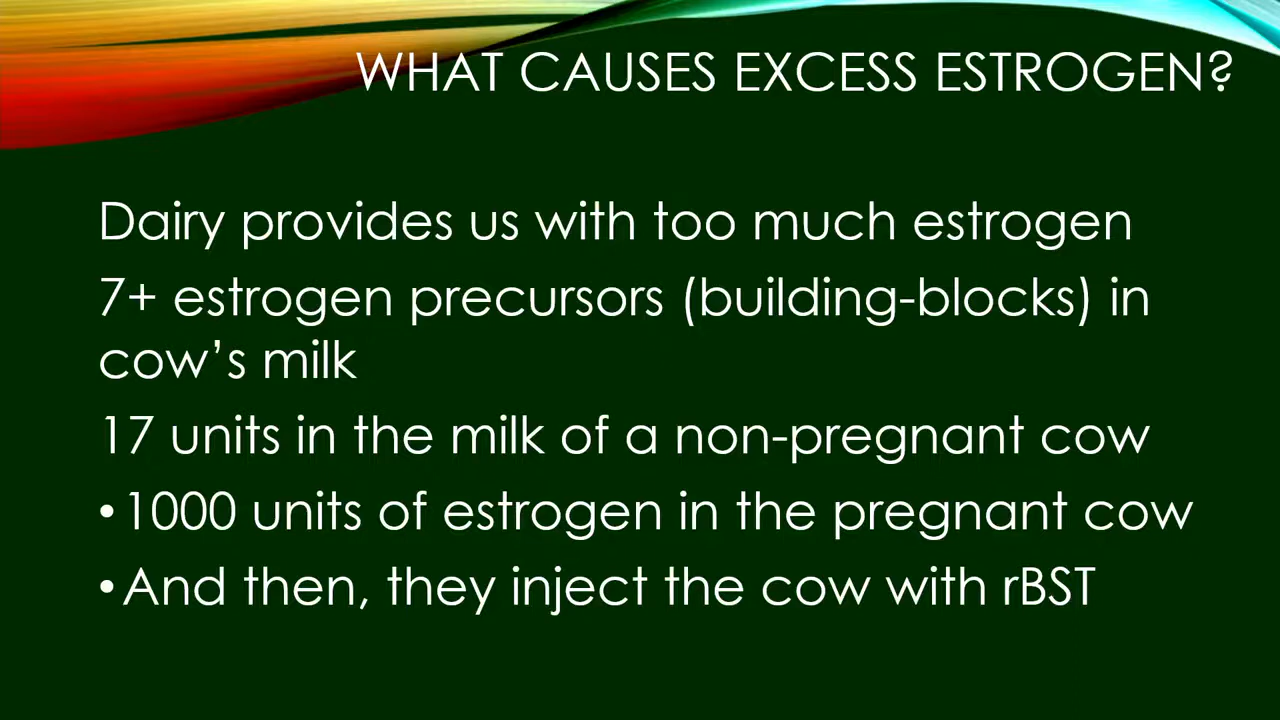 WHAT CAUSES EXCESS ESTROGEN?
Dairy provides us with too much estrogen
7+ estrogen precursors (building-blocks) in
cow’s milk
17 units in the milk of a non-pregnant cow
•1000 units of estrogen in the pregnant cow
•And then, they inject the cow with rBST